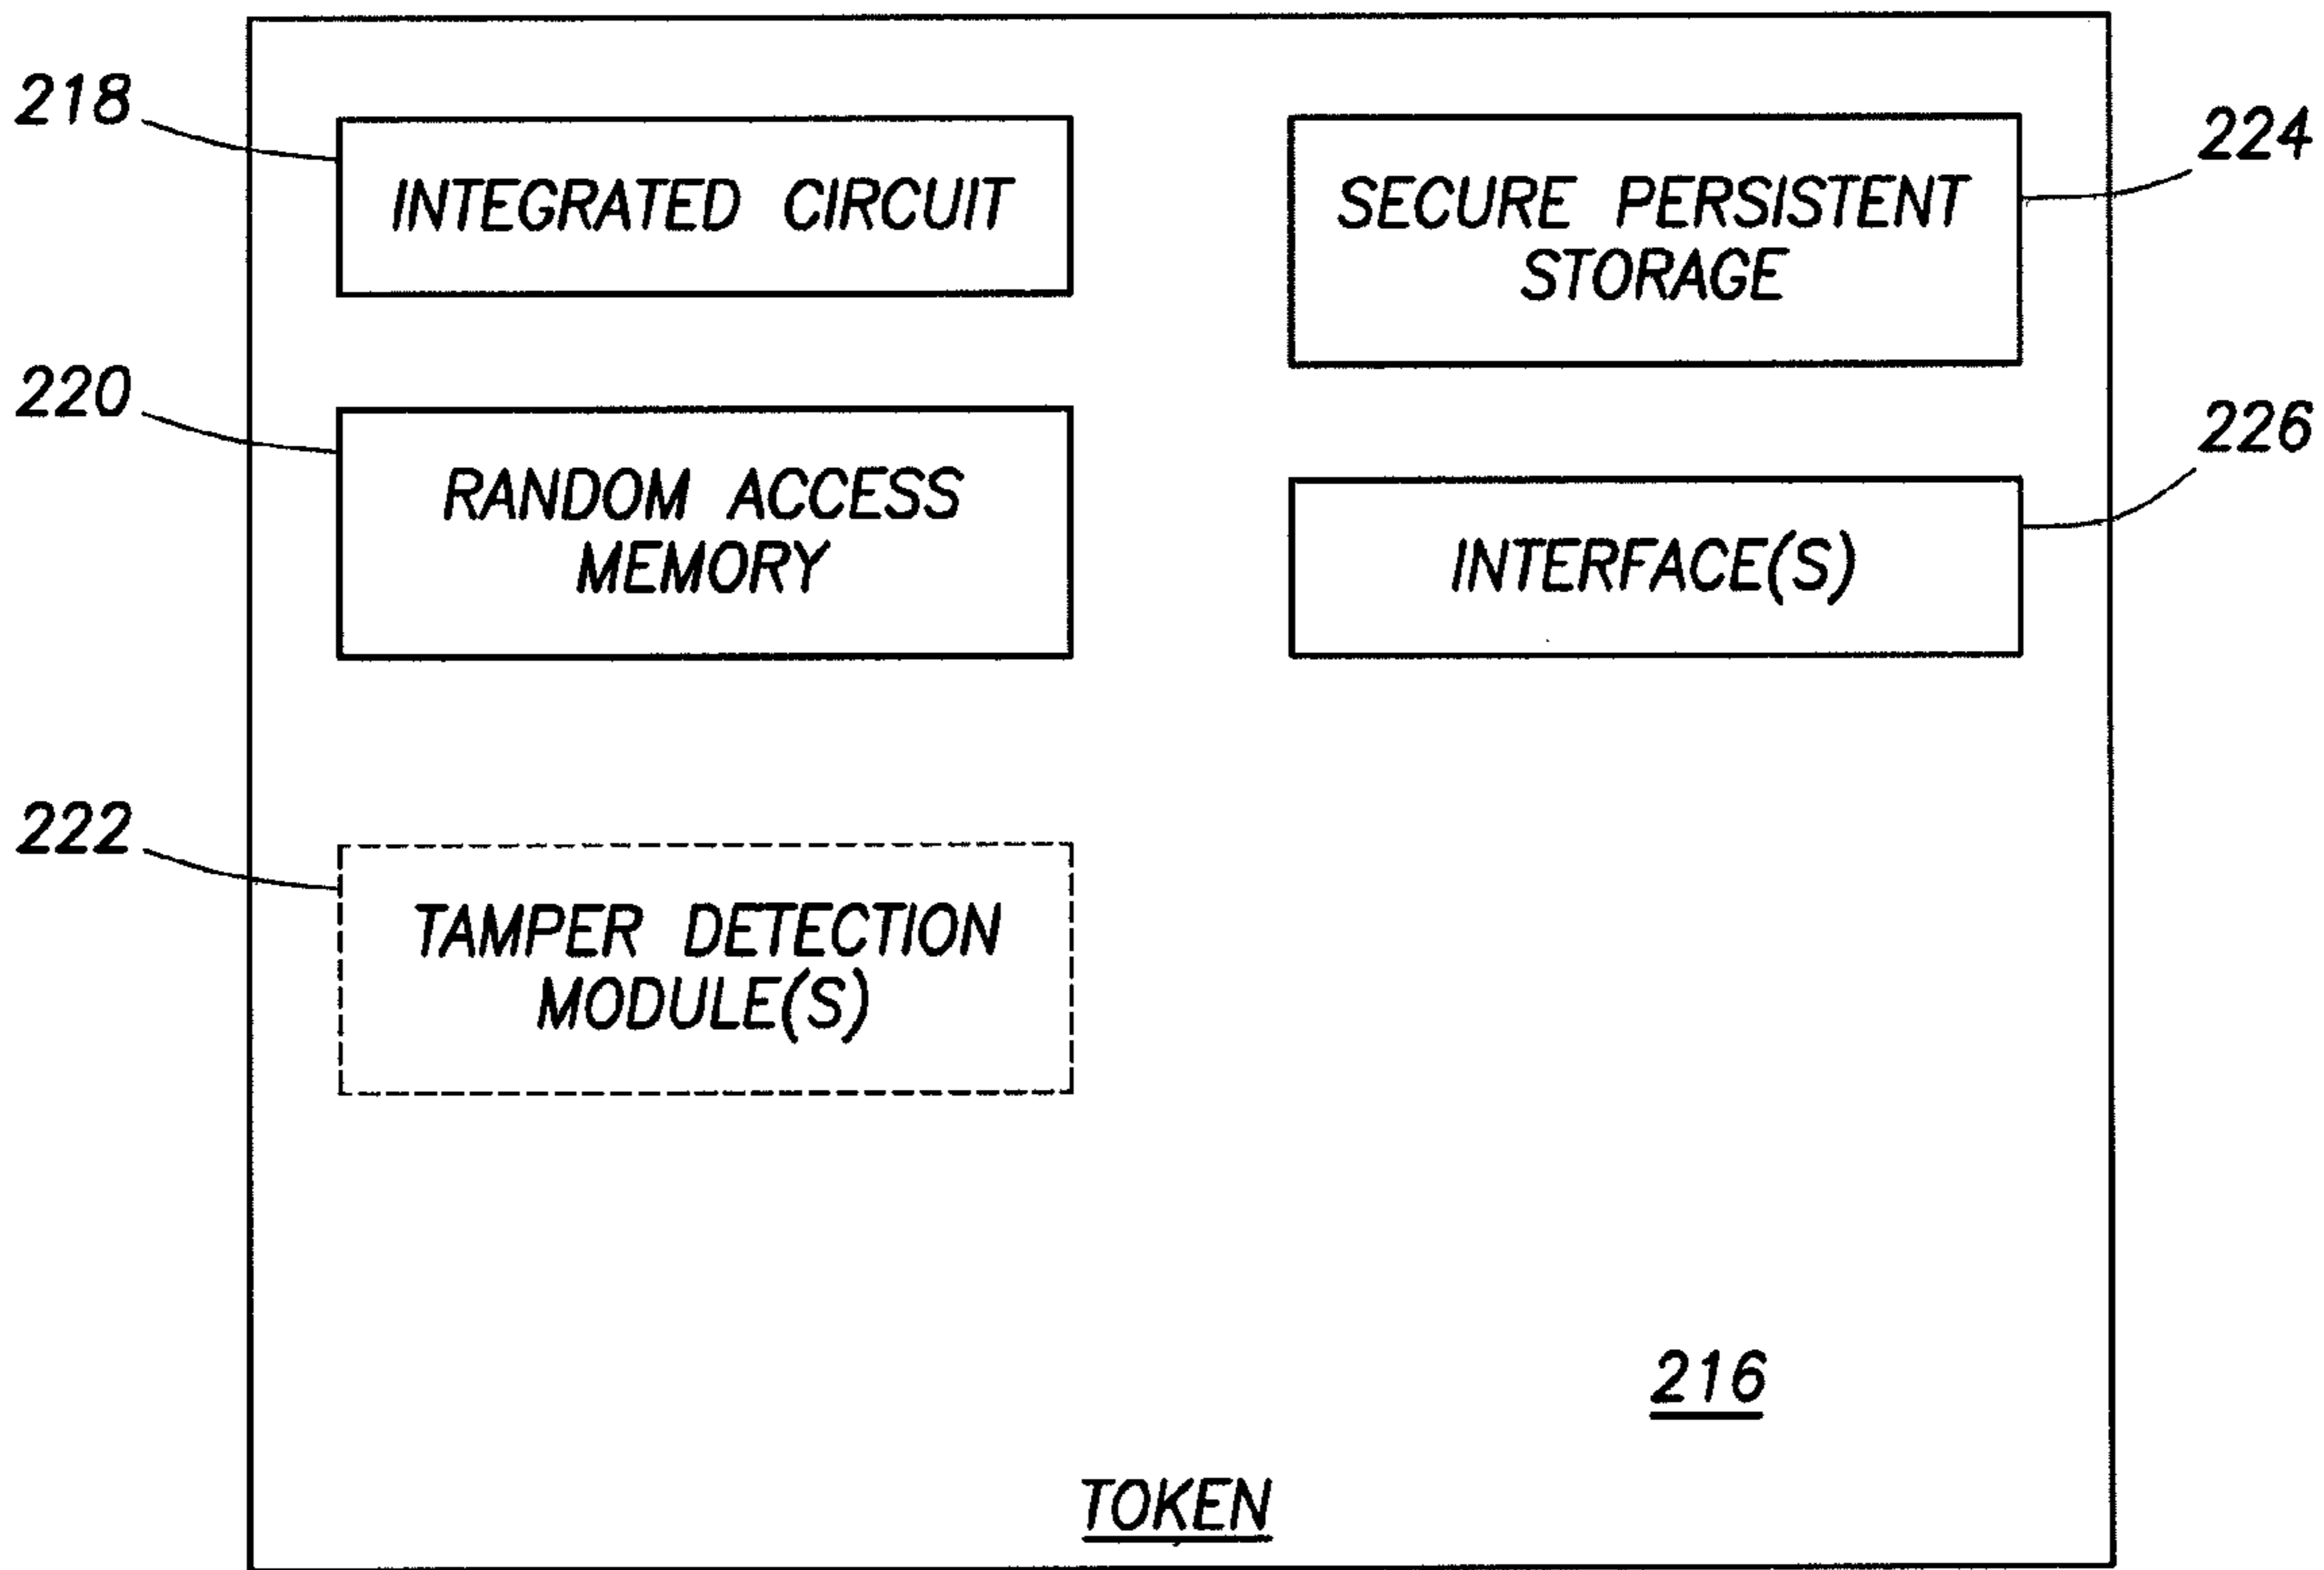 218
INTEGRATED CIRCUIT
220
RANDOM ACCESS
MEMORY
222
TAMPER DETECTION
MODULE(S)
224
SECURE PERSISTENT
STORAGE
226
INTERFACE(S)
216
TOKEN